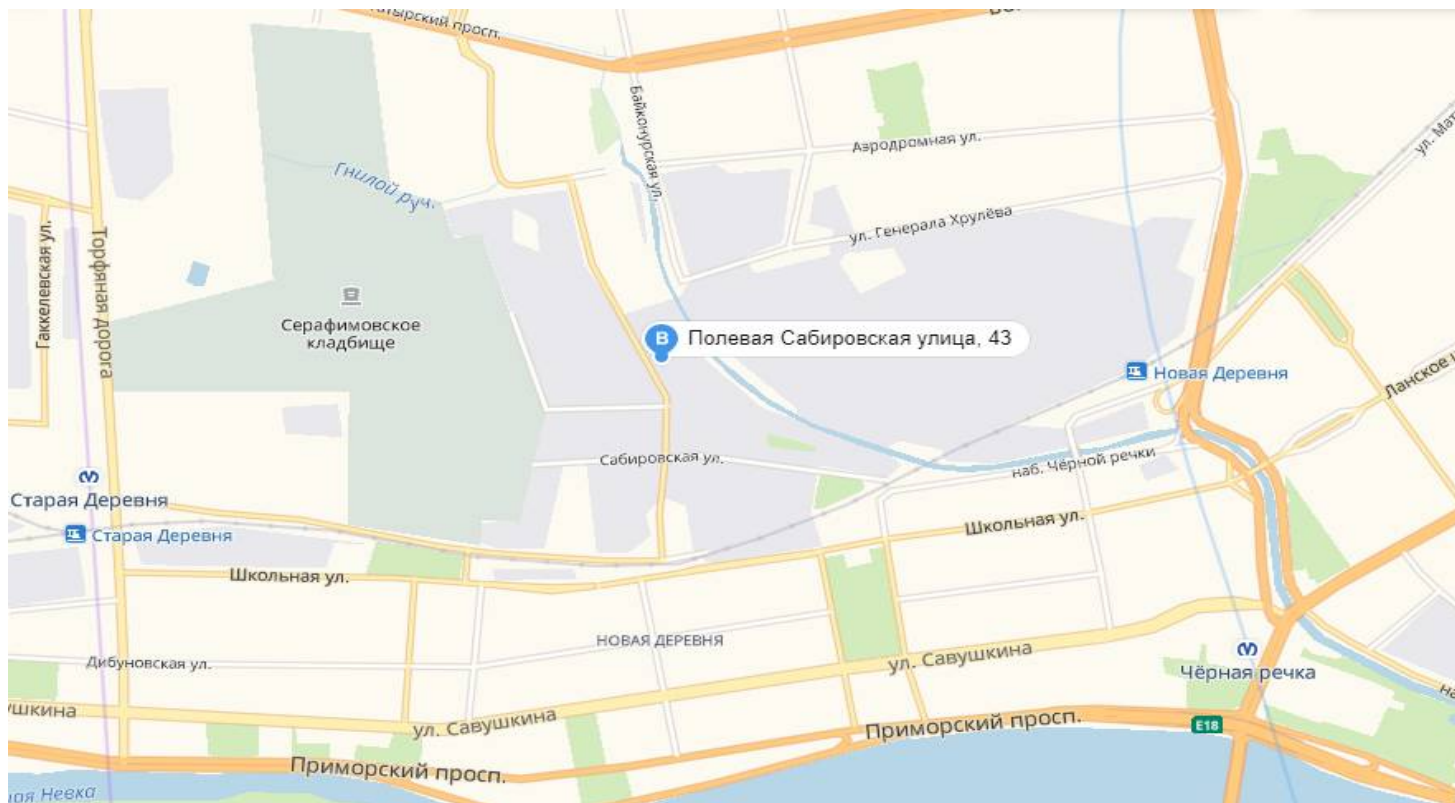 просп.
Байконурская ул.
Аэродромная ул.
Гнилой руч.
Гаккелевская ул.
Торфяная дорога
ул. Генерала Хрулёва
Серафимовское
кладбище
B Полевая Сабировская улица, 43
Новая Деревня
Ланское
Сабировская ул.
наб. Чёрной речки
Старая Деревня
Старая Деревня
Школьная ул.
Школьная ул.
НОВАЯ ДЕРЕВНЯ
Дибуновская ул.
ул. Савушкина
Чёрная речка
ул. Савушкина
Приморский просп.
E18
Приморский просп.
Невка